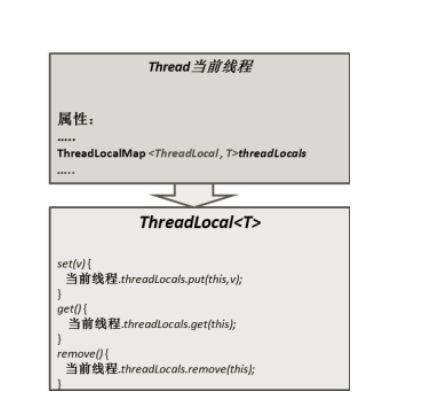 Thread当前线程
属性：
.....
ThreadLocalMap <ThreadLocal, T>threadLocals
.....
ThreadLocal<T>
set(v) {
当前线程.threadLocals.put(this,v);
}
get() {
当前线程.threadLocals.get(this);
}
remove() {
当前线程.threadLocals.remove(this);
}